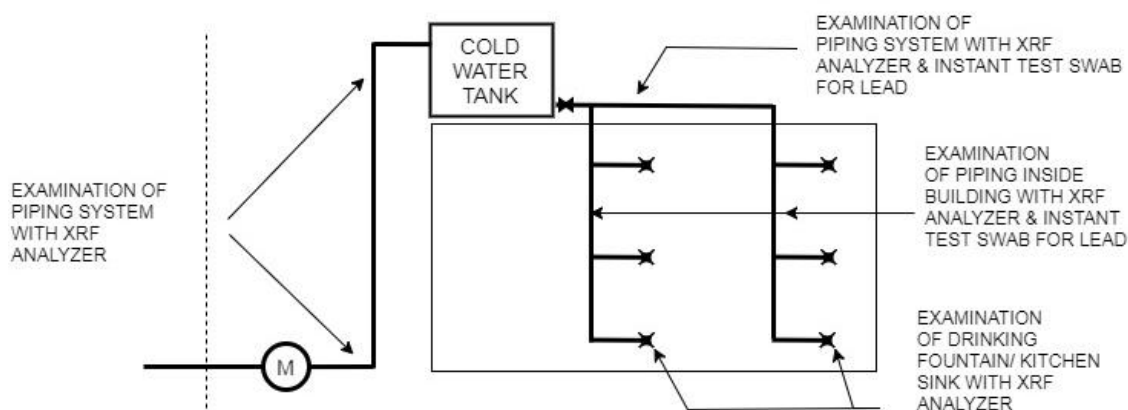 EXAMINATION OF
PIPING SYSTEM
WITH XRF
ANALYZER
M
COLD
WATER
TANK
EXAMINATION OF
PIPING SYSTEM WITH XRF
ANALYZER & INSTANT TEST SWAB
FOR LEAD
EXAMINATION
OF PIPING INSIDE
BUILDING WITH XRF
ANALYZER & INSTANT
TEST SWAB FOR LEAD
EXAMINATION
OF DRINKING
FOUNTAIN/ KITCHEN
SINK WITH XRF
ANALYZER